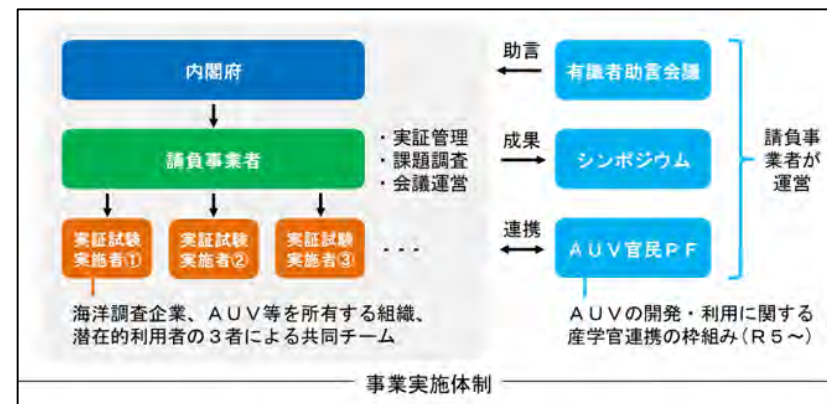 内閣府
助言
有識者助言会議
請負事業者
・実証管理
・課題調査
・会議運営
成果
シンポジウム
請負事
業者が
運営
実証試験
実施者①
実証試験
実施者②
実証試験
実施者③
・・・
連携
ＡＵＶ官民ＰＦ
海洋調査企業、ＡＵＶ等を所有する組織、
潜在的利用者の３者による共同チーム
ＡＵＶの開発・利用に関する
産学官連携の枠組み（Ｒ５～）
事業実施体制